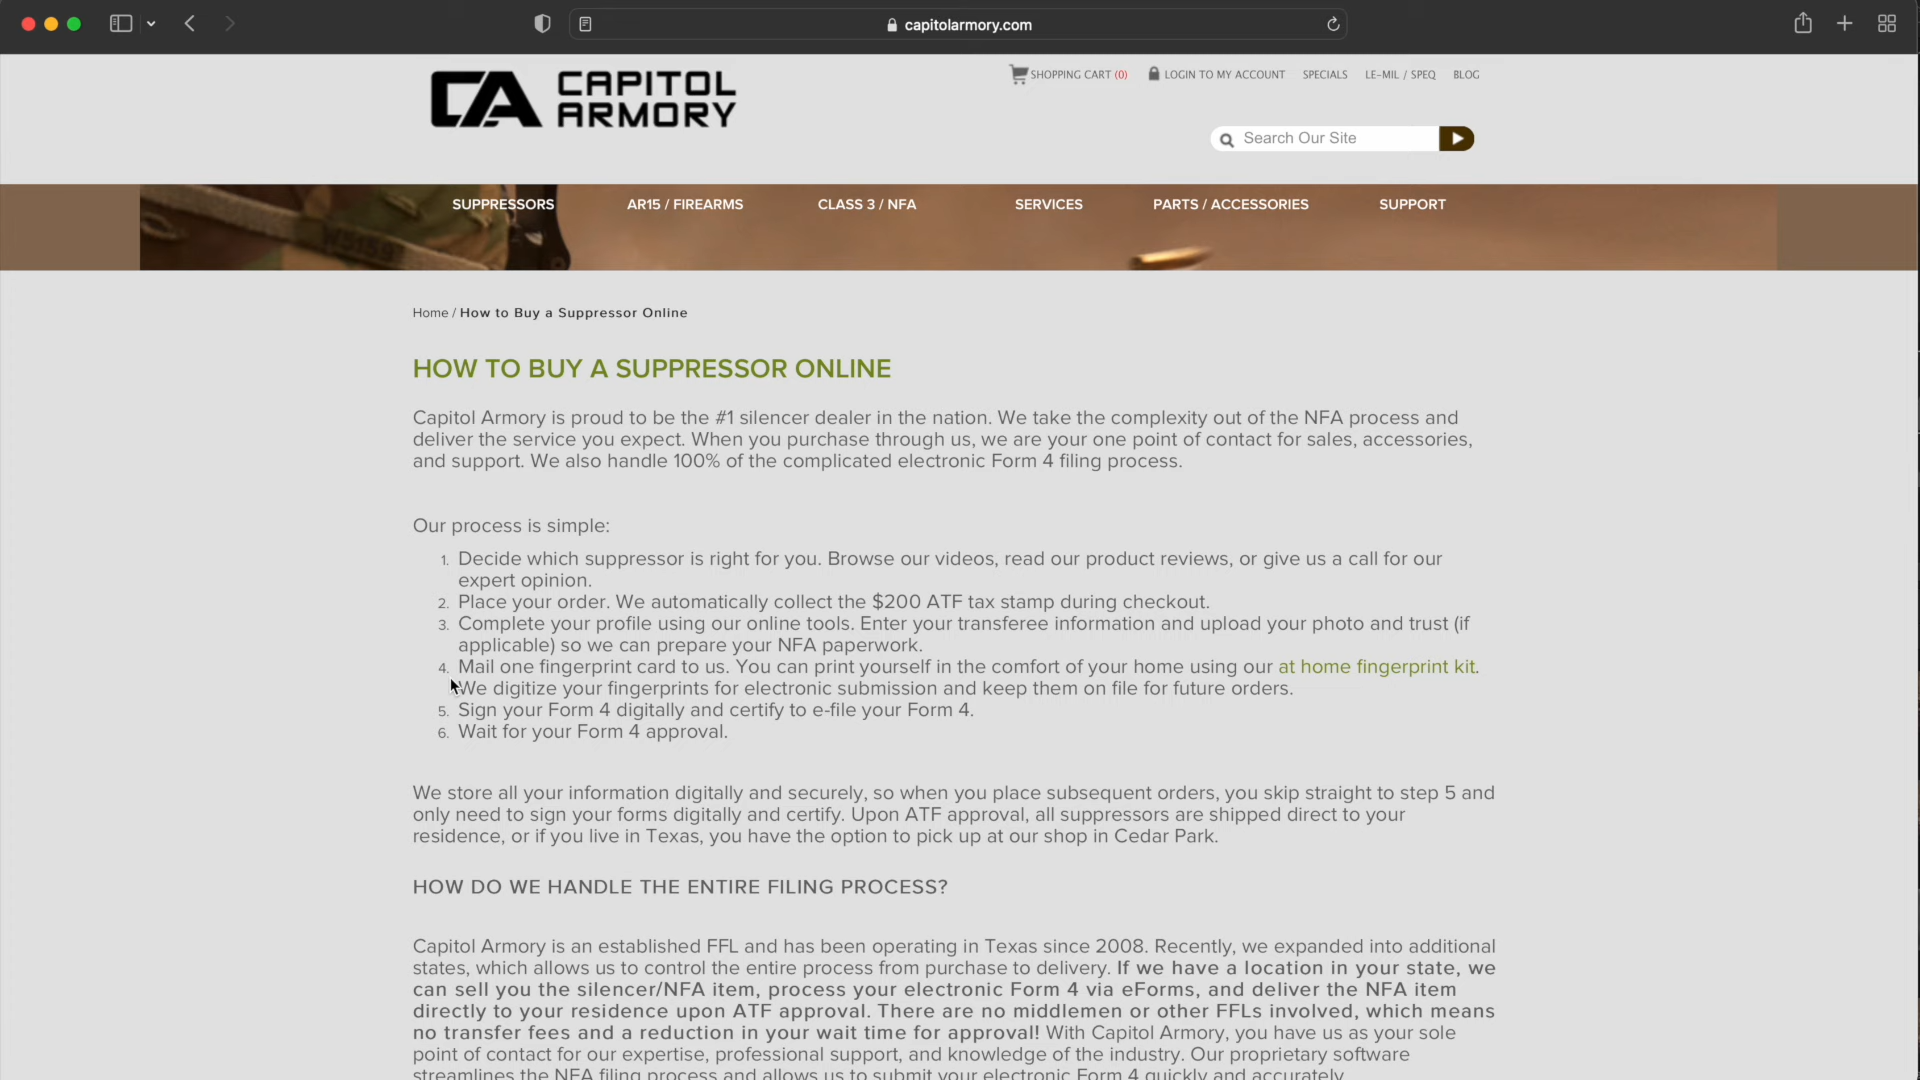 capitolarmory.com
CAPITOL
ARMORY
SHOPPING CART (0) LOGIN TO MY ACCOUNT SPECIALS LE-MIL / SPEQ BLOG
Search Our Site
SUPPRESSORS AR15 / FIREARMS CLASS 3 / NFA SERVICES PARTS / ACCESSORIES SUPPORT
Home / How to Buy a Suppressor Online
HOW TO BUY A SUPPRESSOR ONLINE
Capitol Armory is proud to be the #1 silencer dealer in the nation. We take the complexity out of the NFA process and
deliver the service you expect. When you purchase through us, we are your one point of contact for sales, accessories,
and support. We also handle 100% of the complicated electronic Form 4 filing process.
Our process is simple:
1. Decide which suppressor is right for you. Browse our videos, read our product reviews, or give us a call for our
expert opinion.
2. Place your order. We automatically collect the $200 ATF tax stamp during checkout.
3. Complete your profile using our online tools. Enter your transferee information and upload your photo and trust (if
applicable) so we can prepare your NFA paperwork.
4. Mail one fingerprint card to us. You can print yourself in the comfort of your home using our at home fingerprint kit.
We digitize your fingerprints for electronic submission and keep them on file for future orders.
5. Sign your Form 4 digitally and certify to e-file your Form 4.
6. Wait for your Form 4 approval.
We store all your information digitally and securely, so when you place subsequent orders, you skip straight to step 5 and
only need to sign your forms digitally and certify. Upon ATF approval, all suppressors are shipped direct to your
residence, or if you live in Texas, you have the option to pick up at our shop in Cedar Park.
HOW DO WE HANDLE THE ENTIRE FILING PROCESS?
Capitol Armory is an established FFL and has been operating in Texas since 2008. Recently, we expanded into additional
states, which allows us to control the entire process from purchase to delivery. If we have a location in your state, we
can sell you the silencer/NFA item, process your electronic Form 4 via eForms, and deliver the NFA item
directly to your residence upon ATF approval. There are no middlemen or other FFLs involved, which means
no transfer fees and a reduction in your wait time for approval! With Capitol Armory, you have us as your sole
point of contact for our expertise, professional support, and knowledge of the industry. Our proprietary software
streamlines the NFA filing process and allows us to submit your electronic Form 4 quickly and accurately.